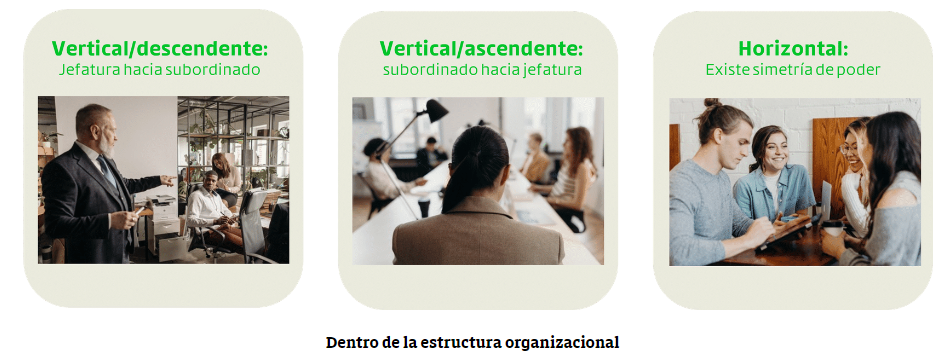 Vertical/descendente:
Jefatura hacia subordinado
Vertical/ascendente:
subordinado hacia jefatura
Horizontal:
Existe simetría de poder
Dentro de la estructura organizacional